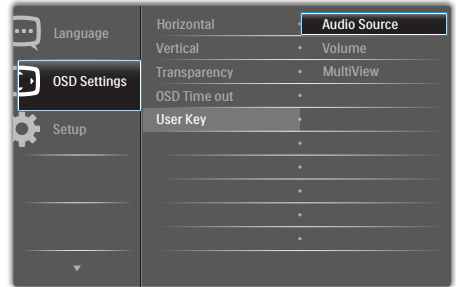 Language
OSD Settings
Setup
Horizontal
Vertical
Transparency
OSD Time out
User Key
Audio Source
Volume
MultiView